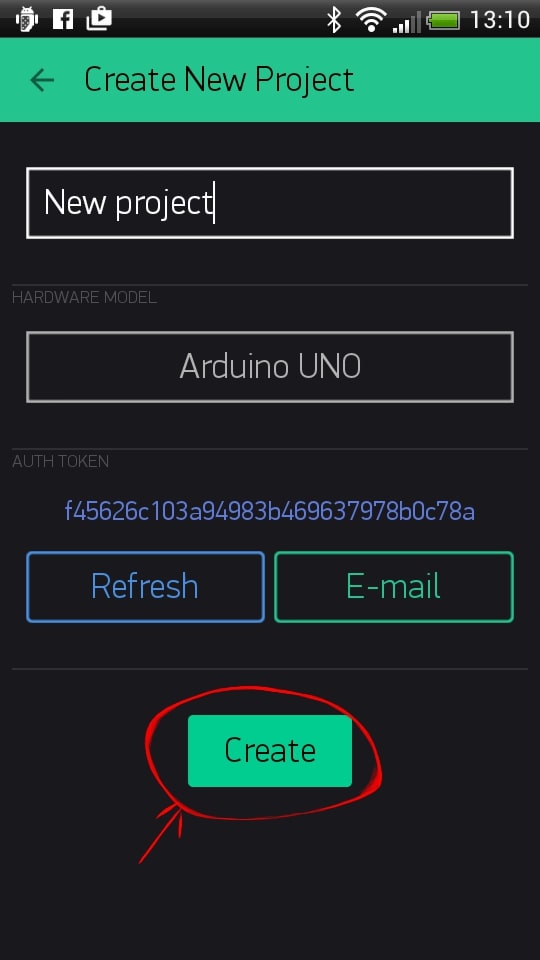 13:10
Create New Project
New project
HARDWARE MODEL
Arduino UNO
AUTH TOKEN
f45626c103a94983b469637978b0c78a
Refresh
E-mail
Create